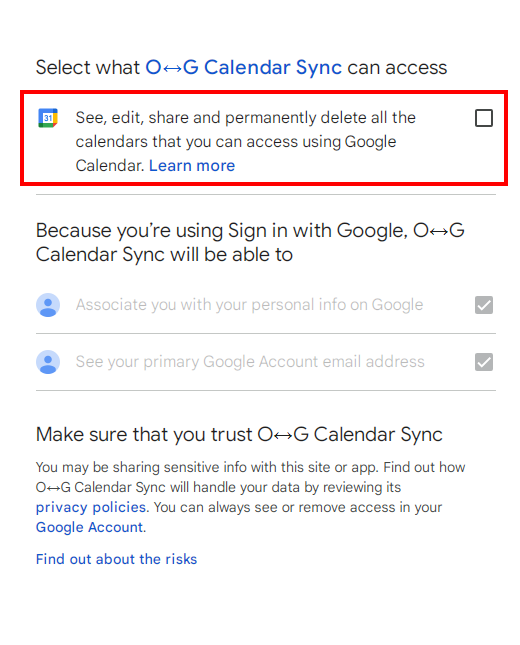 Select what O↔G Calendar Sync can access
31
See, edit, share and permanently delete all the
calendars that you can access using Google
Calendar. Learn more
Because you’re using Sign in with Google, O↔G
Calendar Sync will be able to
Associate you with your personal info on Google
See your primary Google Account email address
Make sure that you trust O↔G Calendar Sync
You may be sharing sensitive info with this site or app. Find out how
O↔G Calendar Sync will handle your data by reviewing its
privacy policies. You can always see or remove access in your
Google Account.
Find out about the risks